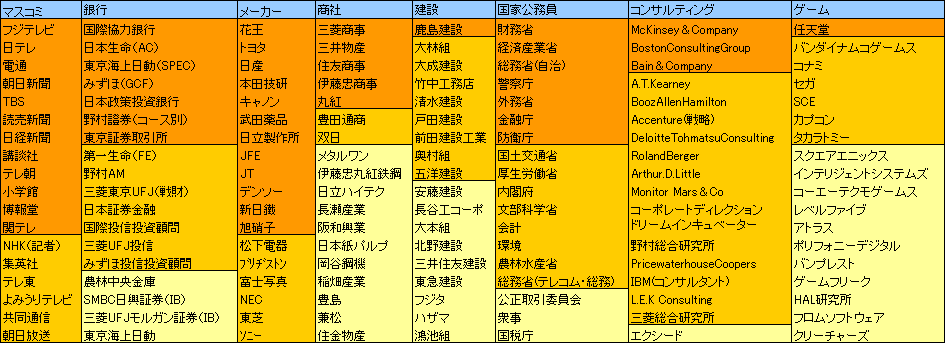 マスコミ 銀行 メーカー 商社 建設 国家公務員 コンサルティング ゲーム
フジテレビ 国際協力銀行 花王 三菱商事 鹿島建設 財務省 McKinsey＆Company 任天堂
日テレ 日本生命(AC) トヨタ 三井物産 大林組 経済産業省 BostonConsultingGroup バンダイナムコゲームス
電通 東京海上日動(SPEC) 日産 住友商事 大成建設 総務省(自治) Bain＆Company コナミ
朝日新聞 みずほ(GCF) 本田技研 伊藤忠商事 竹中工務店 警察庁 A.T.Kearney セガ
TBS 日本政策投資銀行 キャノン 丸紅 清水建設 外務省 BoozAllenHamilton SCE
読売新聞 野村論券(コース別) 武田薬品 豊田通商 戸田建設 金融庁 Accenture(戦略) カプコン
日経新聞 東京証券取引所 日立製作所 双日 前田建設工業 防衛庁 DeloitteTohmatsuConsulting タカラトミー
講談社 第一生命(FE) JFE メタルワン 奥村組 国土交通省 RolandBerger スクエアエニックス
テレ朝 野村AM JT 伊藤忠丸紅鉄鋼 五洋建設 厚生労働省 Arthur.D.Little インテリジェントシステムズ
小学館 三菱東京UFJ デンソー 日立ハイテク 安藤建設 内閣府 Monitor Mars＆Co コーエーテクモゲームス
博報堂 日本証券金融 新日鐵 長瀬産業 長谷工コーポ 文部科学省 コーポレートディレクション レベルファイブ
関テレ 国際投信投資顧問 旭硝子 阪和興業 大本組 会計 ドリームインキュベーター アトラス
NHK(記者) 三菱UFJ投信 松下電器 日本紙パルプ 北野建設 環境 野村総合研究所 ポリフォニーデジタル
集英社 みずほ投信投資顧問 ﾌﾞﾘﾁﾞｽﾄﾝ 岡谷鋼機 三井住友建設 農林水産省 PricewaterhouseCoopers バンプレスト
テレ東 農林中央金庫 富士写真 稲畑産業 東急建設 総務省(テレコム・総務) IBM(コンサルタント) ゲームフリーク
よみうりテレビ SMBC日興証券(IB) NEC 豊島 フジタ 公正取引委員会 L.E.K Consulting HAL研究所
共同通信 三菱UFJモルガン証券(IB) 東芝 兼松 ハザマ 衆事 三菱総合研究所 フロムソフトウェア
朝日放送 東京海上日動 ｿﾆｰ 住金物産 鴻池組 国税庁 エクシード クリーチャーズ